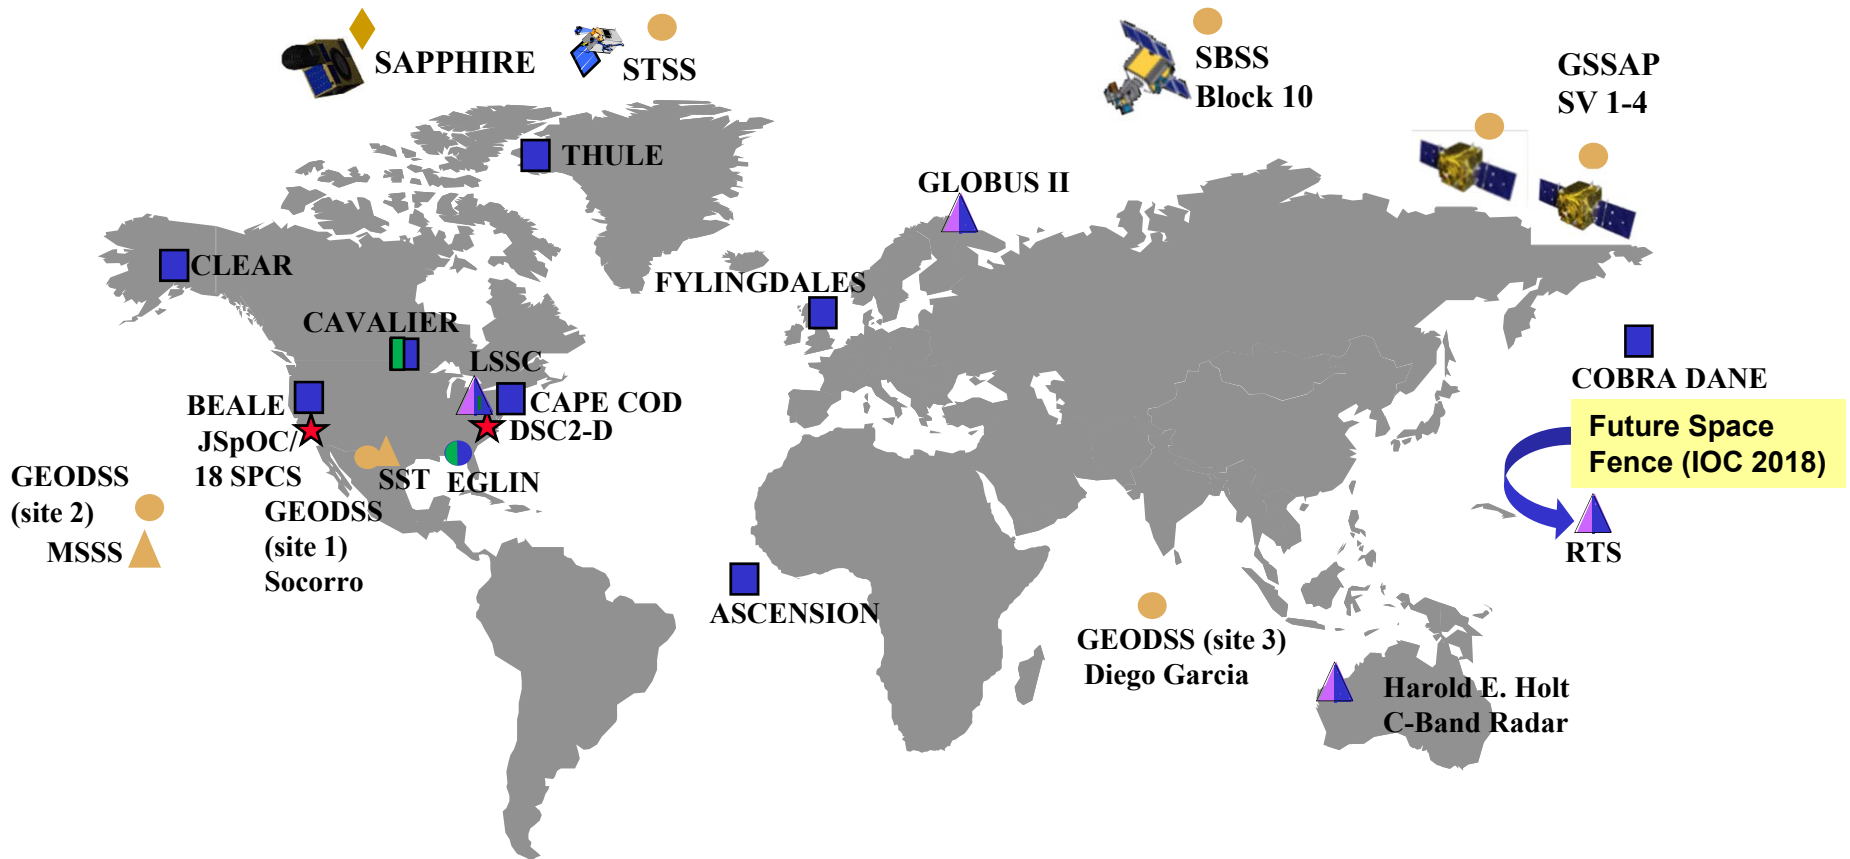 SAPPHIRE
STSS
SBSS
Block 10
GSSAP
SV 1-4
THULE
GLOBUS II
CLEAR
FYLINGDALES
CAVALIER
LSSC
COBRA DANE
BEALE
CAPE COD
JSpOC/
18 SPCS
DSC2-D
Future Space
Fence (IOC 2018)
GEODSS
(site 2)
MSSS
SST
EGLIN
GEODSS
(site 1)
Socorro
RTS
ASCENSION
GEODSS (site 3)
Diego Garcia
Harold E. Holt
C-Band Radar